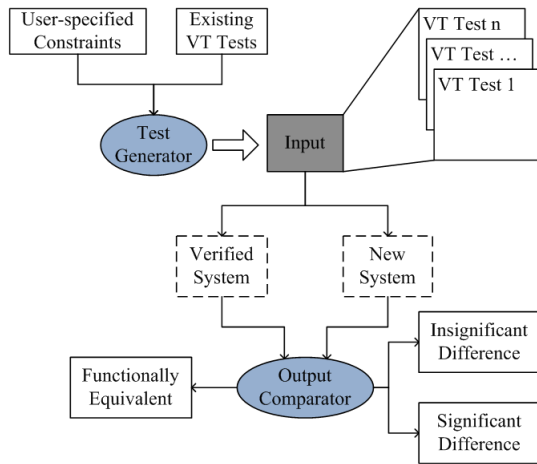 User-specified
Constraints
Existing
VT Tests
VT Test n
VT Test ...
VT Test 1
Test
Generator
Input
Verified
System
New
System
Functionally
Equivalent
Output
Comparator
Insignificant
Difference
Significant
Difference